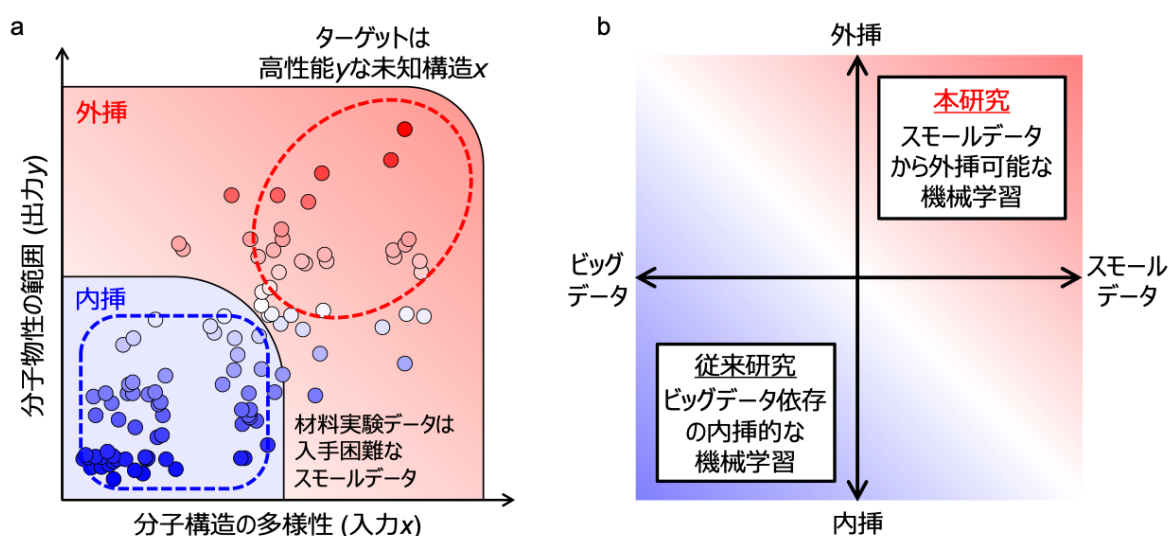 a
ターゲットは
高性能yな未知構造x
外挿
内挿
材料実験データは
入手困難な
スモールデータ
分子物性の範囲 (出力y)
分子構造の多様性 (入力x)
b
外挿
本研究
スモールデータ
から外挿可能な
機械学習
ビッグ
データ
スモール
データ
従来研究
ビッグデータ依存
の内挿的な
機械学習
内挿